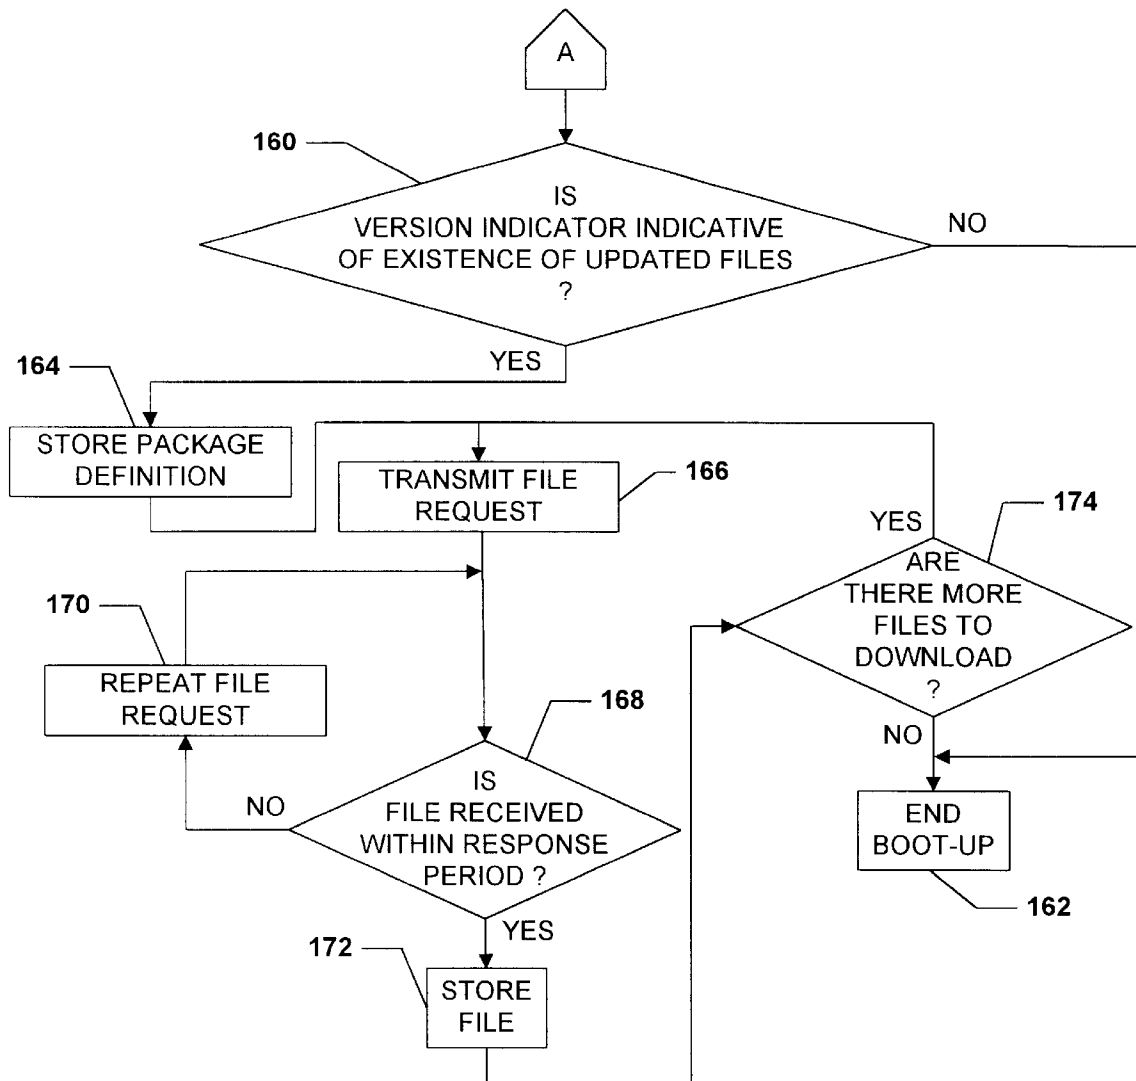 A
160
IS
VERSION INDICATOR INDICATIVE
OF EXISTENCE OF UPDATED FILES
?
NO
YES
164
STORE PACKAGE
DEFINITION
TRANSMIT FILE
REQUEST
166
YES
174
ARE
THERE MORE
FILES TO
DOWNLOAD
?
170
REPEAT FILE
REQUEST
168
NO
IS
FILE RECEIVED
WITHIN RESPONSE
PERIOD ?
NO
END
BOOT-UP
162
YES
172
STORE
FILE